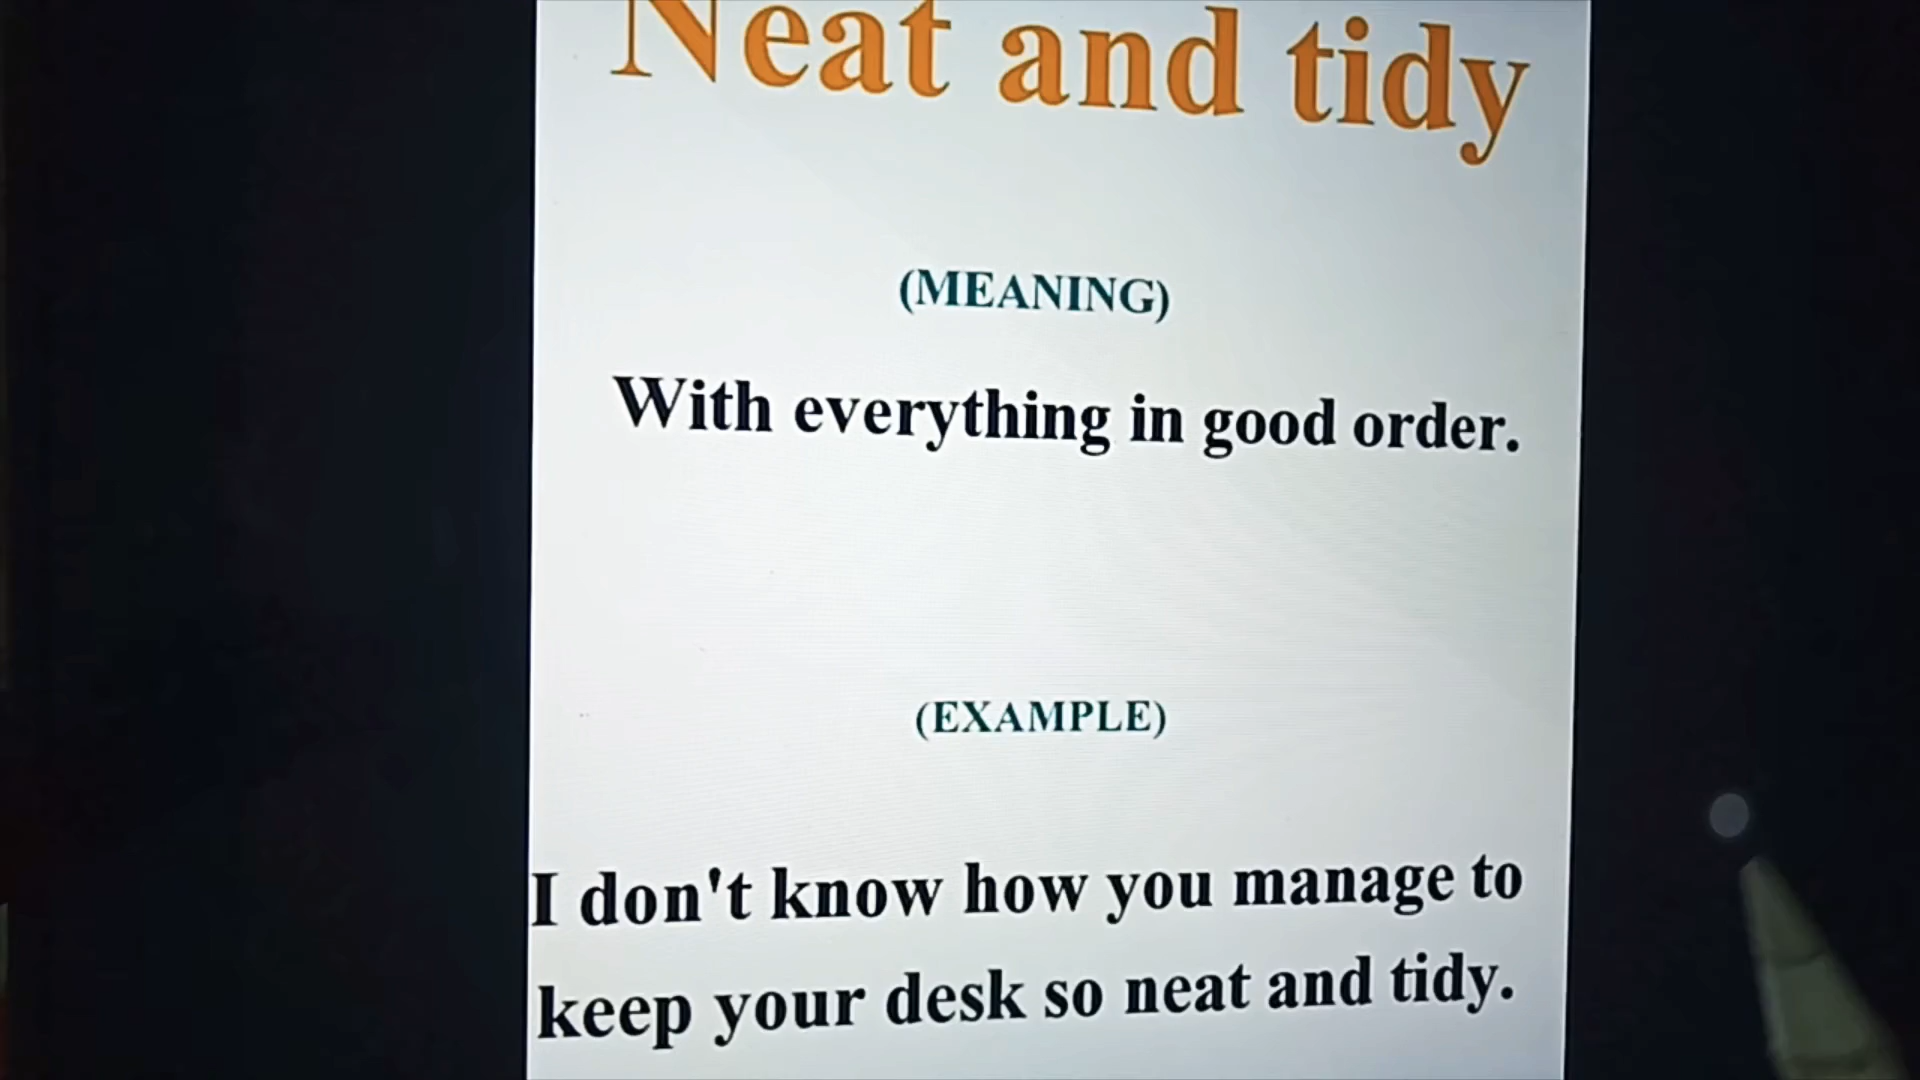 Neat and tidy
(MEANING)
With everything in good order.
(EXAMPLE)
I don't know how you manage to
keep your desk so neat and tidy.